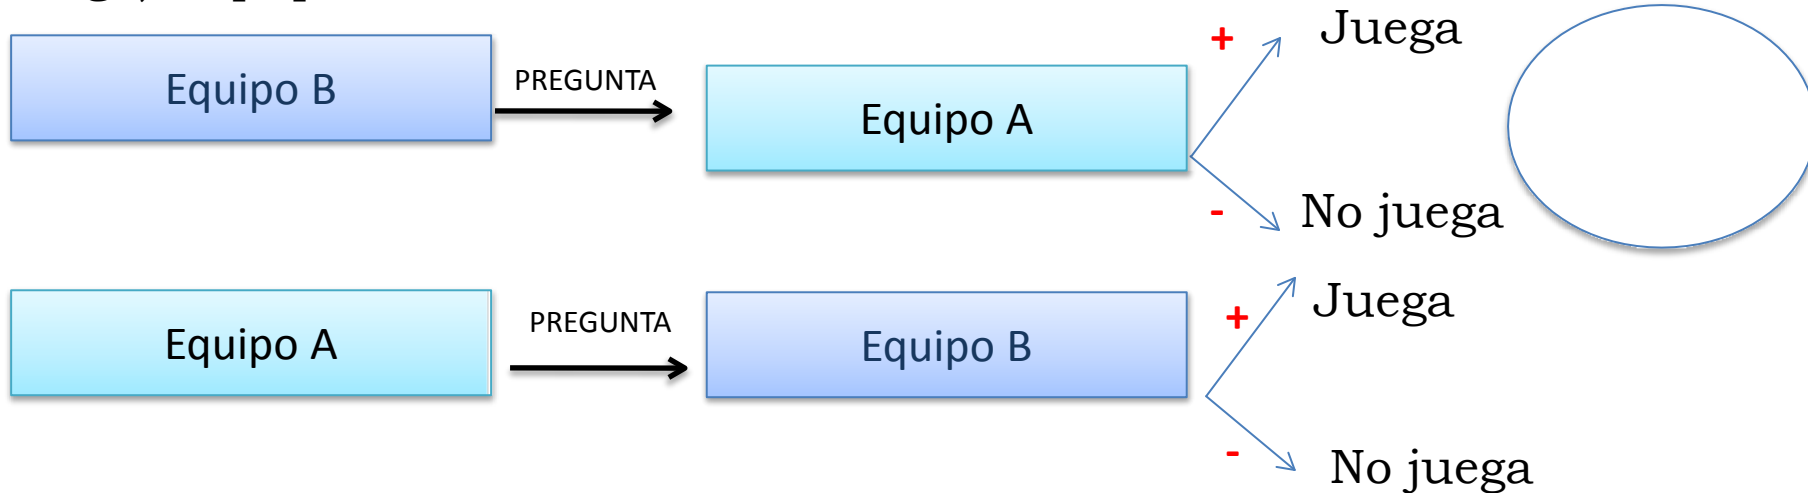 Equipo B
PREGUNTA
Equipo A
+
Juega
-
No juega
Equipo A
PREGUNTA
Equipo B
+
Juega
-
No juega